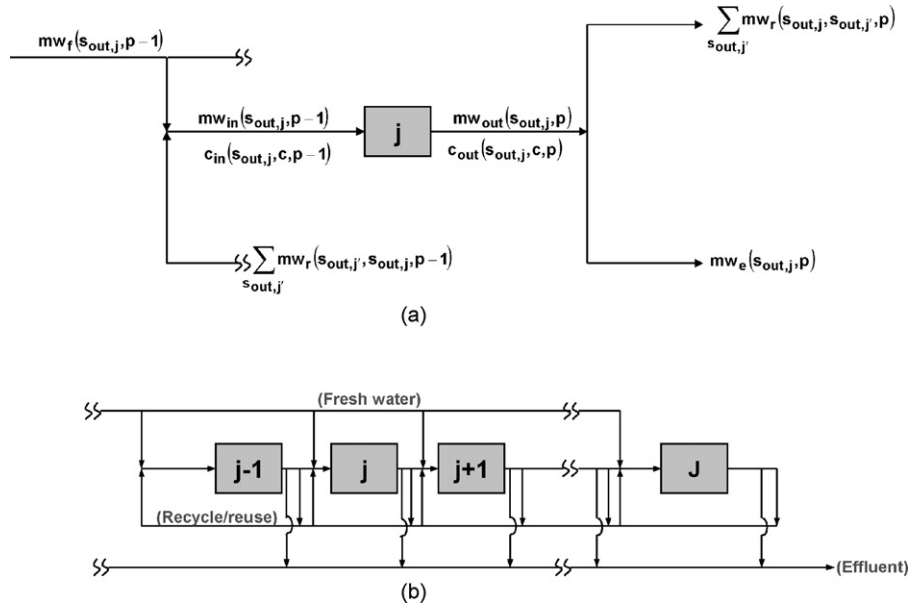 mw_f(s_out,j,p−1)
∑ mw_r(s_out,j,s_out,j′,p)
s_out,j′
mw_in(s_out,j,p−1)
c_in(s_out,j,c,p−1)
j
mw_out(s_out,j,p)
c_out(s_out,j,c,p)
∑ mw_r(s_out,j′,s_out,j,p−1)
s_out,j′
mw_e(s_out,j,p)
(a)
(Fresh water)
j-1
j
j+1
J
(Recycle/reuse)
(Effluent)
(b)